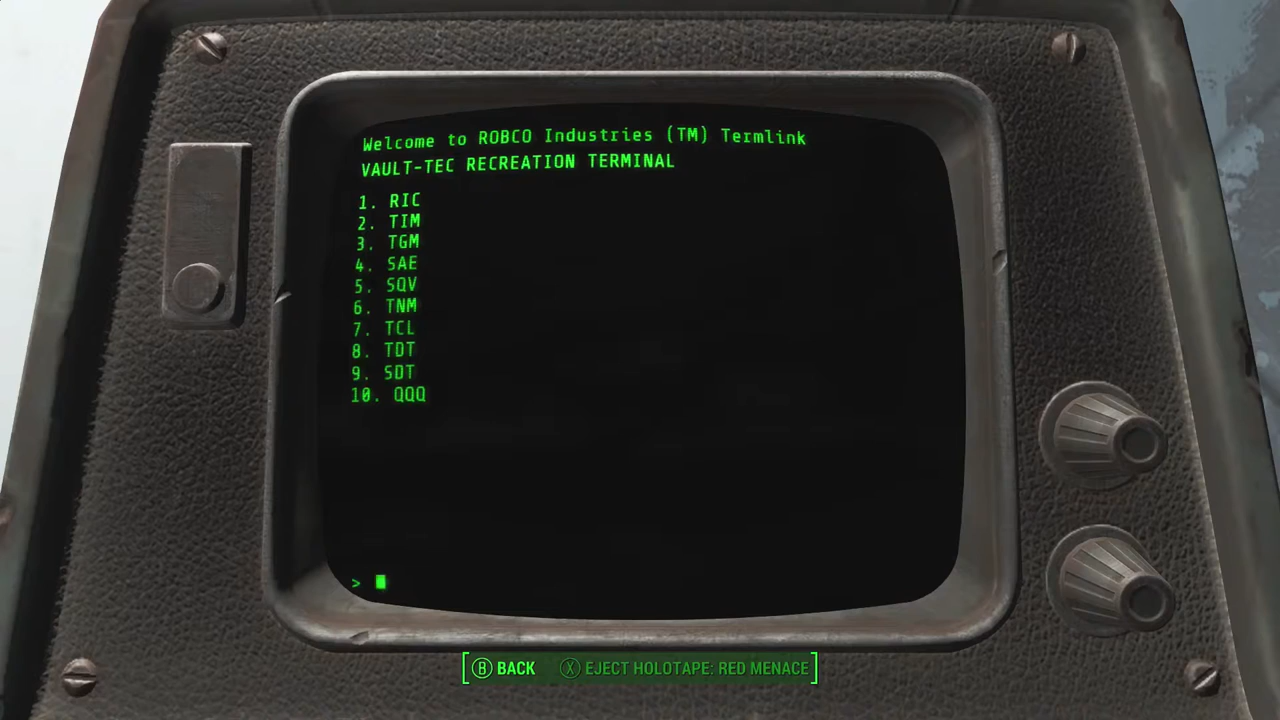 Welcome to ROBCO Industries (TM) Termlink
VAULT-TEC RECREATION TERMINAL
1. RIC
2. TIM
3. TGM
4. SAE
5. SQV
6. TNM
7. TCL
8. TDT
9. SDT
10. QQQ
>
B BACK X EJECT HOLOTAPE: RED MENACE